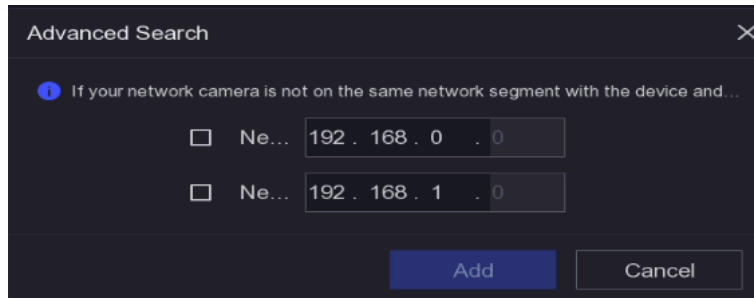 Advanced Search
If your network camera is not on the same network segment with the device and...
Ne... 192 . 168 . 0 . 0
Ne... 192 . 168 . 1 . 0
Add Cancel